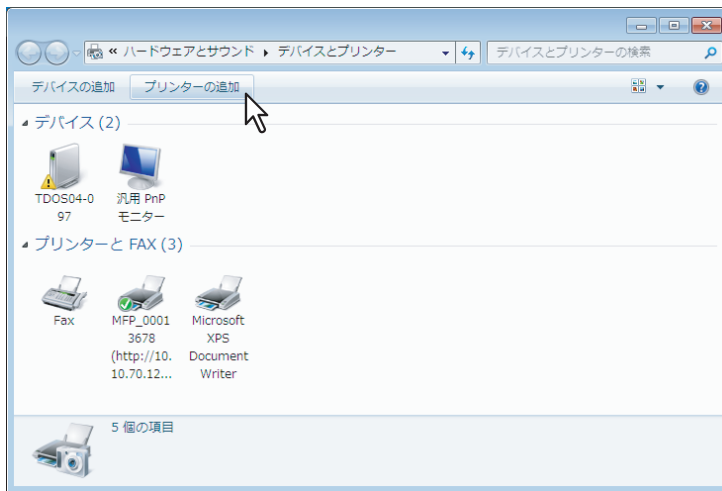 « ハードウェアとサウンド デバイスとプリンター デバイスとプリンターの検索
デバイスの追加 プリンターの追加
デバイス (2)
TDOS04-0
97
汎用 PnP
モニター
プリンターと FAX (3)
Fax
MFP_0001
3678
(http://10.
10.70.12...
Microsoft
XPS
Document
Writer
5 個の項目